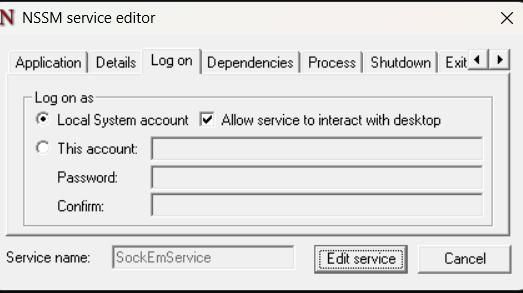 N NSSM service editor
Application Details Log on Dependencies Process Shutdown Exit
Log on as
Local System account Allow service to interact with desktop
This account:
Password:
Confirm:
Service name: SockEmService Edit service Cancel